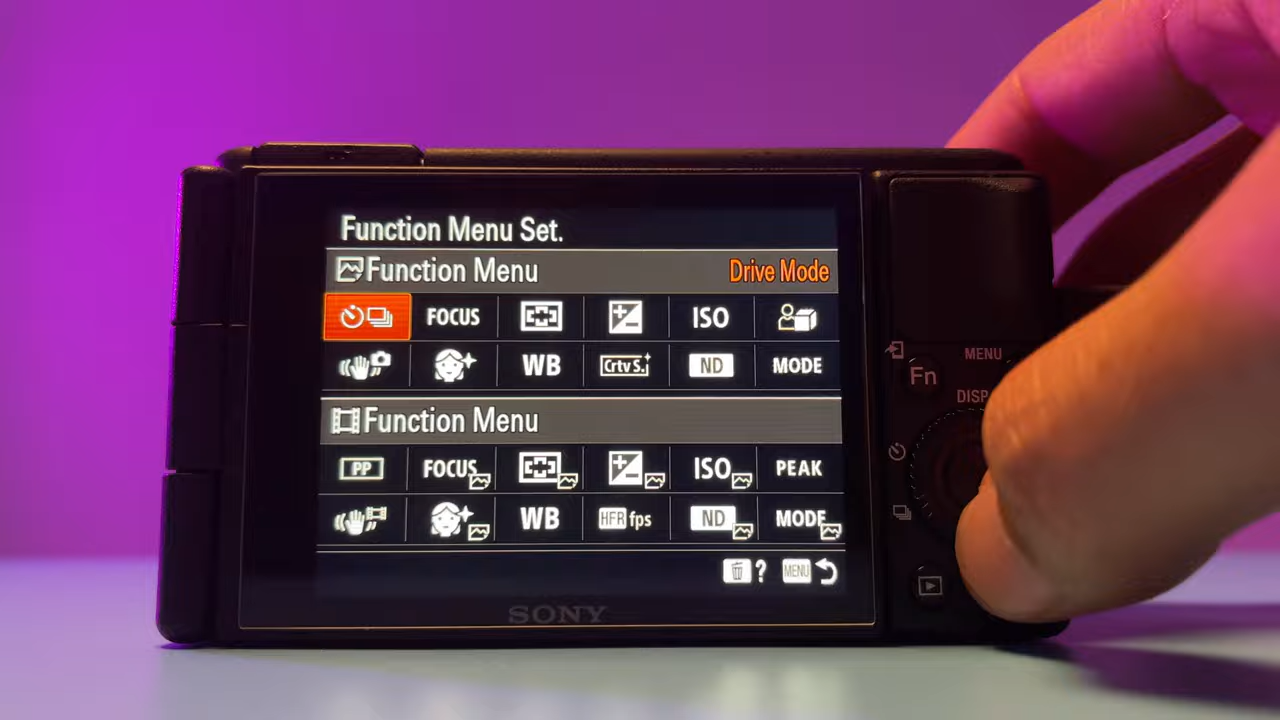 Function Menu Set.
Function Menu Drive Mode
FOCUS ISO
WB Crtv S. ND MODE
Function Menu
PP FOCUS ISO PEAK
WB HFR fps ND MODE
? MENU
SONY
MENU
Fn
DISP